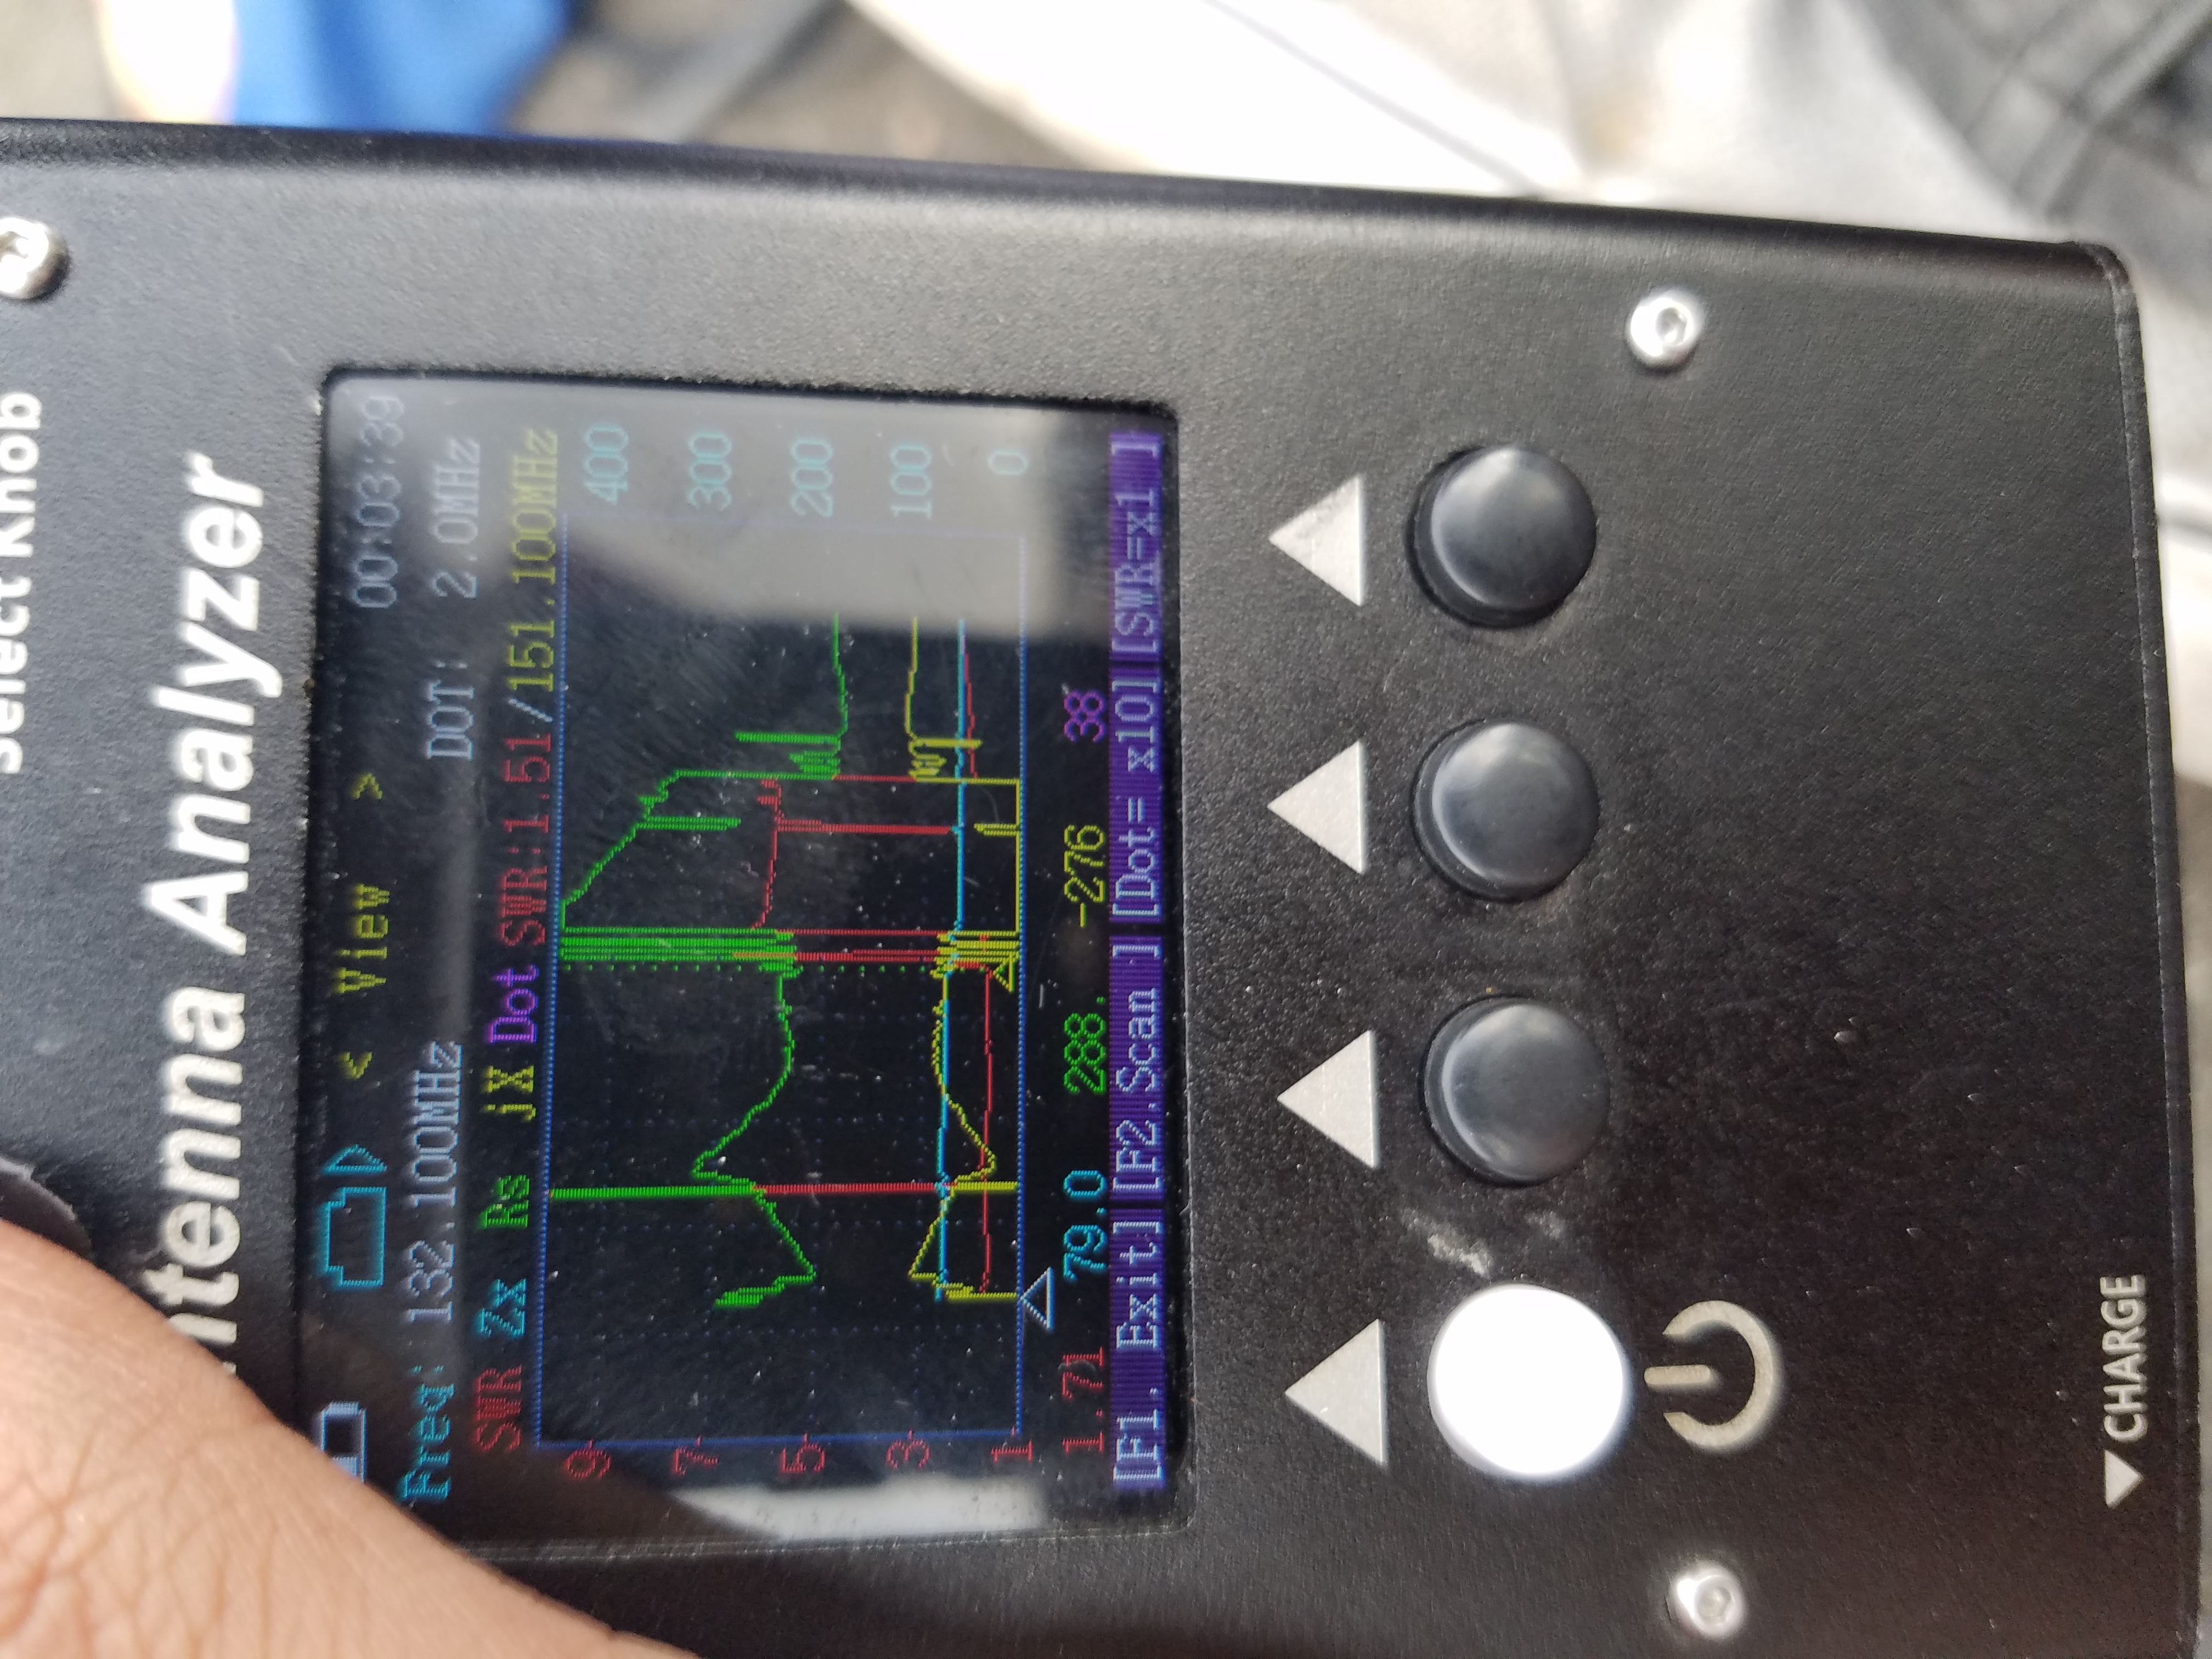 Select Knob
ntenna Analyzer
< View > 00:03:39
Freq: 132.100MHz DOT: 2.0MHz
SWR Zx Rs jX Dot SWR:1.51/151.100MHz
9 400
7 300
5 200
3 100
1 0
1.71 79.0 288. -276 38
[F1. Exit] [F2.Scan ] [Dot= x10] [SWR=x1 ]
CHARGE